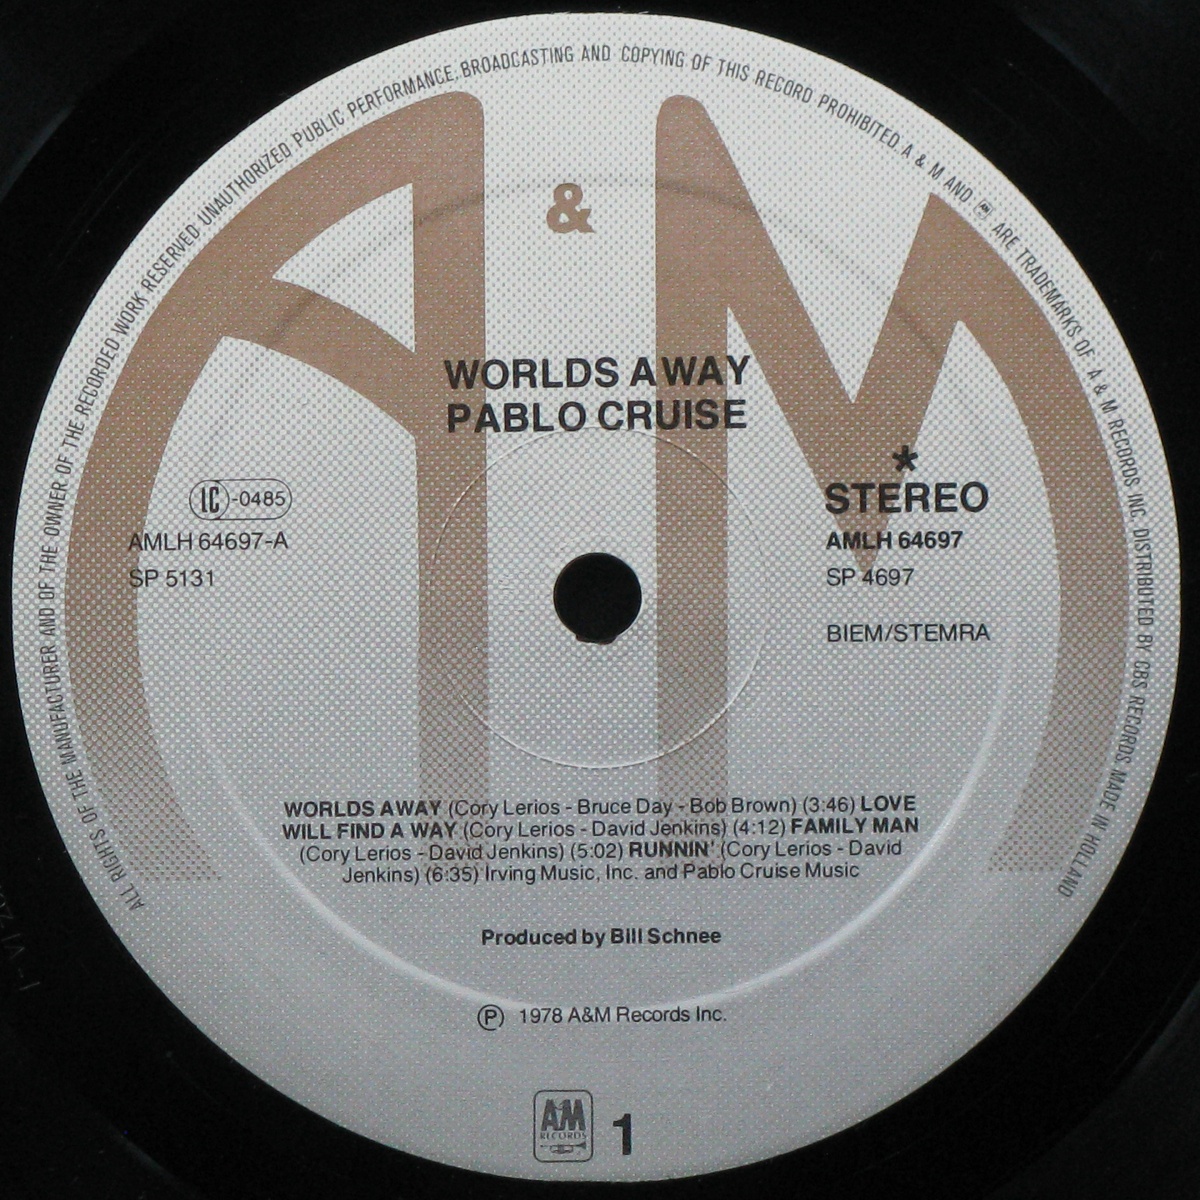 ALL RIGHTS OF THE MANUFACTURER AND OF THE OWNER OF THE RECORDED WORK RESERVED UNAUTHORIZED PUBLIC PERFORMANCE, BROADCASTING AND COPYING OF THIS RECORD PROHIBITED. A & M AND AM ARE TRADEMARKS OF A & M RECORDS INC. DISTRIBUTED BY CBS RECORDS MADE IN HOLLAND
A & M
WORLDS AWAY
PABLO CRUISE
LC-0485
AMLH 64697-A
SP 5131
*
STEREO
AMLH 64697
SP 4697
BIEM/STEMRA
WORLDS AWAY (Cory Lerios - Bruce Day - Bob Brown) (3:46) LOVE
WILL FIND A WAY (Cory Lerios - David Jenkins) (4:12) FAMILY MAN
(Cory Lerios - David Jenkins) (5:02) RUNNIN' (Cory Lerios - David
Jenkins) (6:35) Irving Music, Inc. and Pablo Cruise Music
Produced by Bill Schnee
Ⓟ 1978 A&M Records Inc.
A&M
RECORDS
1